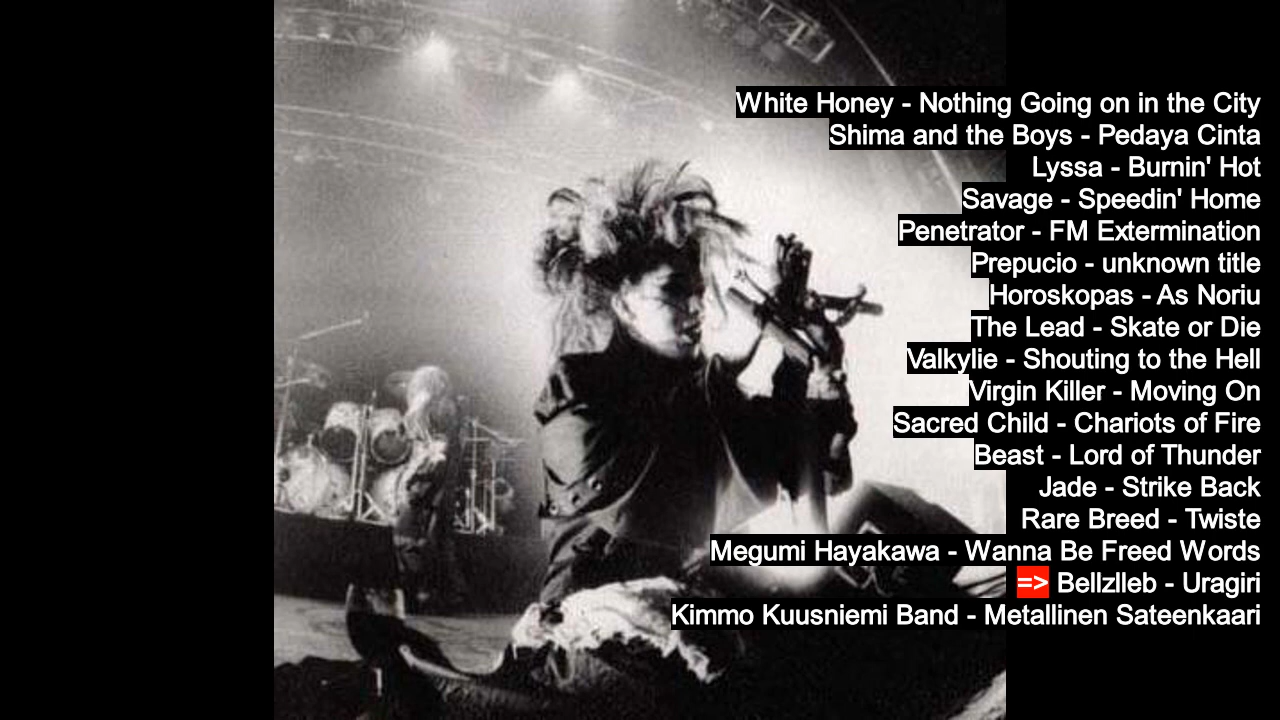 White Honey - Nothing Going on in the City
Shima and the Boys - Pedaya Cinta
Lyssa - Burnin' Hot
Savage - Speedin' Home
Penetrator - FM Extermination
Prepucio - unknown title
Horoskopas - As Noriu
The Lead - Skate or Die
Valkylie - Shouting to the Hell
Virgin Killer - Moving On
Sacred Child - Chariots of Fire
Beast - Lord of Thunder
Jade - Strike Back
Rare Breed - Twiste
Megumi Hayakawa - Wanna Be Freed Words
=> Bellzlleb - Uragiri
Kimmo Kuusniemi Band - Metallinen Sateenkaari